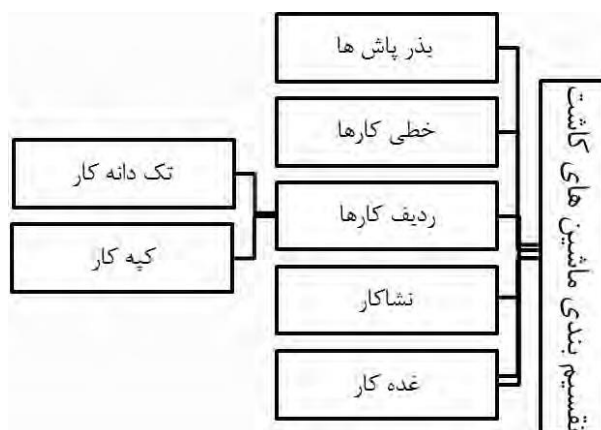 تقسیم بندی ماشین های کاشت
بذر پاش ها
خطی کارها
ردیف کارها
نشاکار
غده کار
تک دانه کار
کپه کار